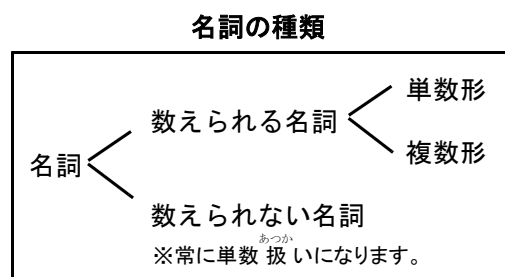 名詞の種類
単数形
数えられる名詞
複数形
名詞
数えられない名詞
あつか
※常に単数扱いになります。